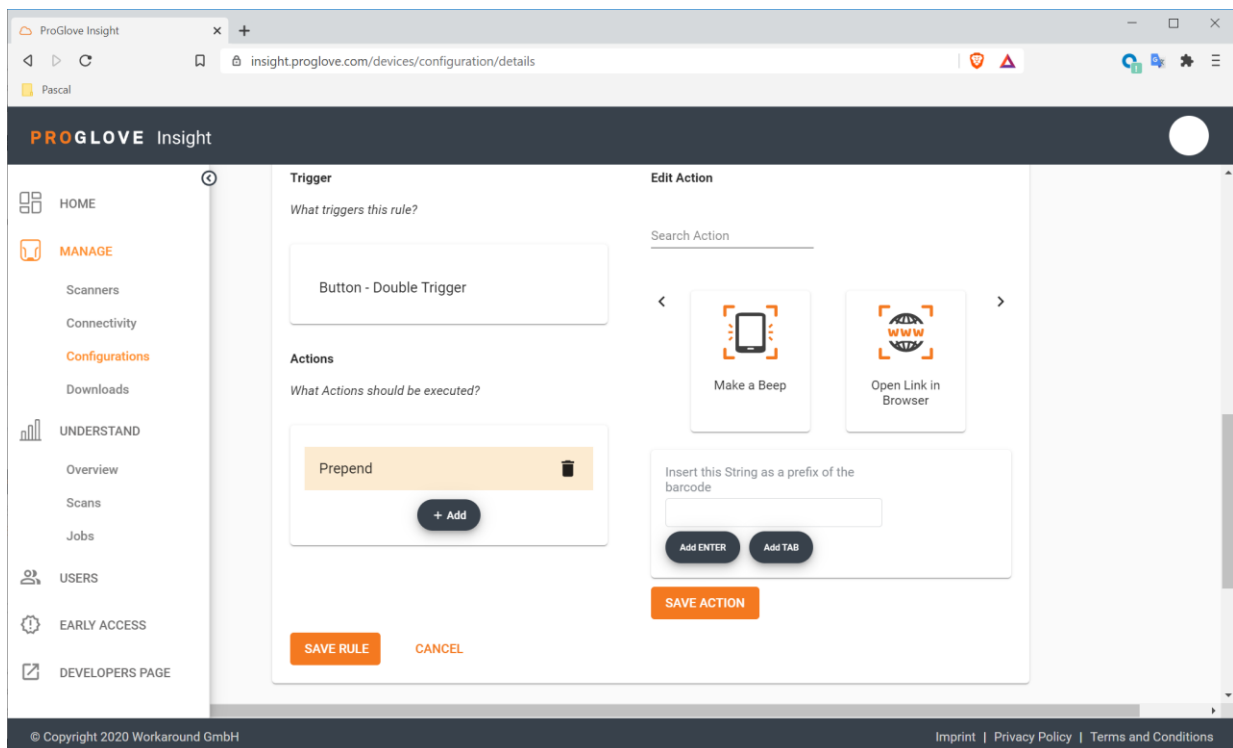 ProGlove Insight
insight.proglove.com/devices/configuration/details
Pascal
PROGLOVE Insight
HOME
MANAGE
Scanners
Connectivity
Configurations
Downloads
UNDERSTAND
Overview
Scans
Jobs
USERS
EARLY ACCESS
DEVELOPERS PAGE
Trigger
What triggers this rule?
Button - Double Trigger
Actions
What Actions should be executed?
Prepend
+ Add
SAVE RULE
CANCEL
Edit Action
Search Action
Make a Beep
www
Open Link in
Browser
Insert this String as a prefix of the
barcode
Add ENTER
Add TAB
SAVE ACTION
© Copyright 2020 Workaround GmbH
Imprint | Privacy Policy | Terms and Conditions